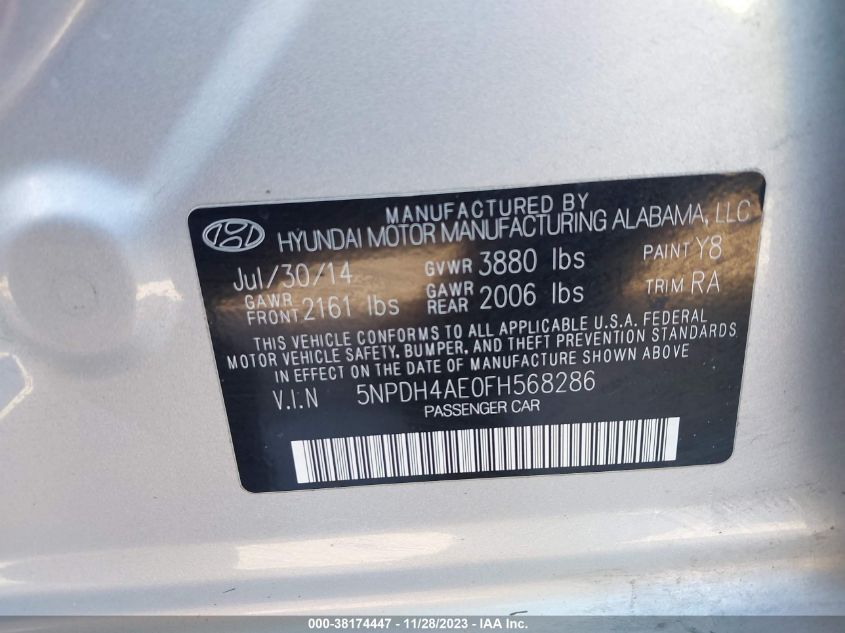 MANUFACTURED BY
HYUNDAI MOTOR MANUFACTURING ALABAMA, LLC
Jul/30/14 GVWR 3880 lbs PAINT Y8
GAWR FRONT 2161 lbs GAWR REAR 2006 lbs TRIM RA
THIS VEHICLE CONFORMS TO ALL APPLICABLE U.S.A. FEDERAL
MOTOR VEHICLE SAFETY, BUMPER, AND THEFT PREVENTION STANDARDS
IN EFFECT ON THE DATE OF MANUFACTURE SHOWN ABOVE
V.I.N 5NPDH4AE0FH568286
PASSENGER CAR
000-38174447 - 11/28/2023 - IAAI.com